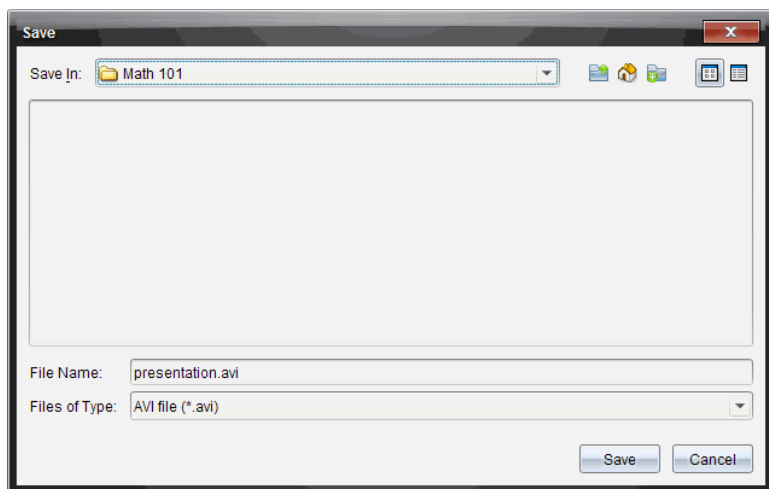 Save
Save In: Math 101
File Name: presentation.avi
Files of Type: AVI file (*.avi)
Save Cancel